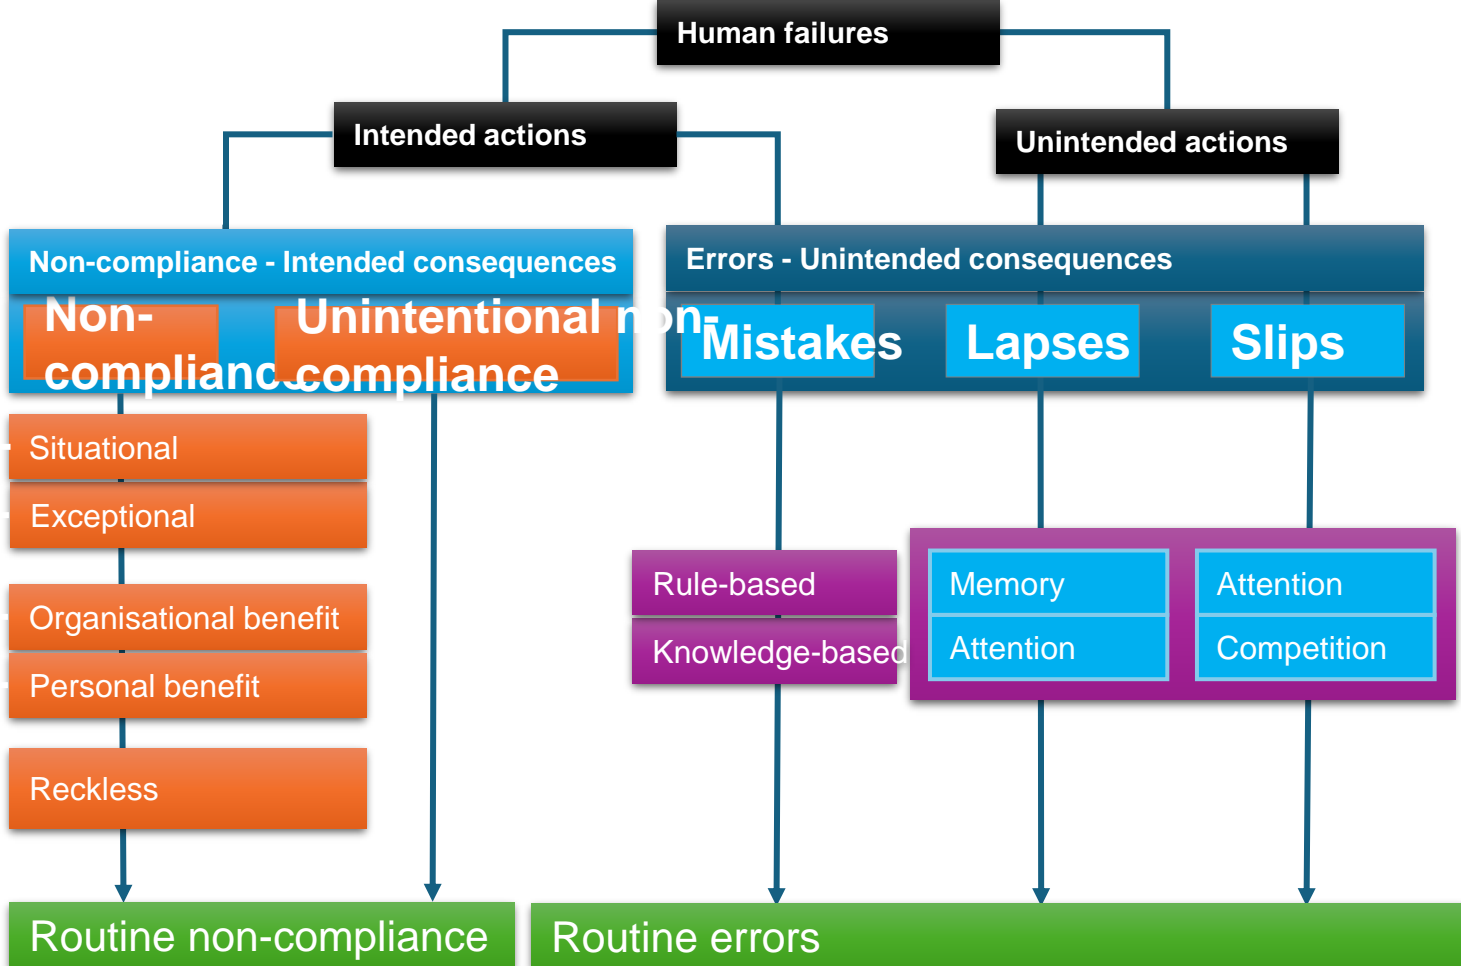 Human failures
Intended actions
Unintended actions
Non-compliance - Intended consequences
Errors - Unintended consequences
Non-
compliance
Unintentional non-
compliance
Mistakes
Lapses
Slips
Situational
Exceptional
Organisational benefit
Personal benefit
Reckless
Rule-based
Knowledge-based
Memory
Attention
Attention
Competition
Routine non-compliance
Routine errors